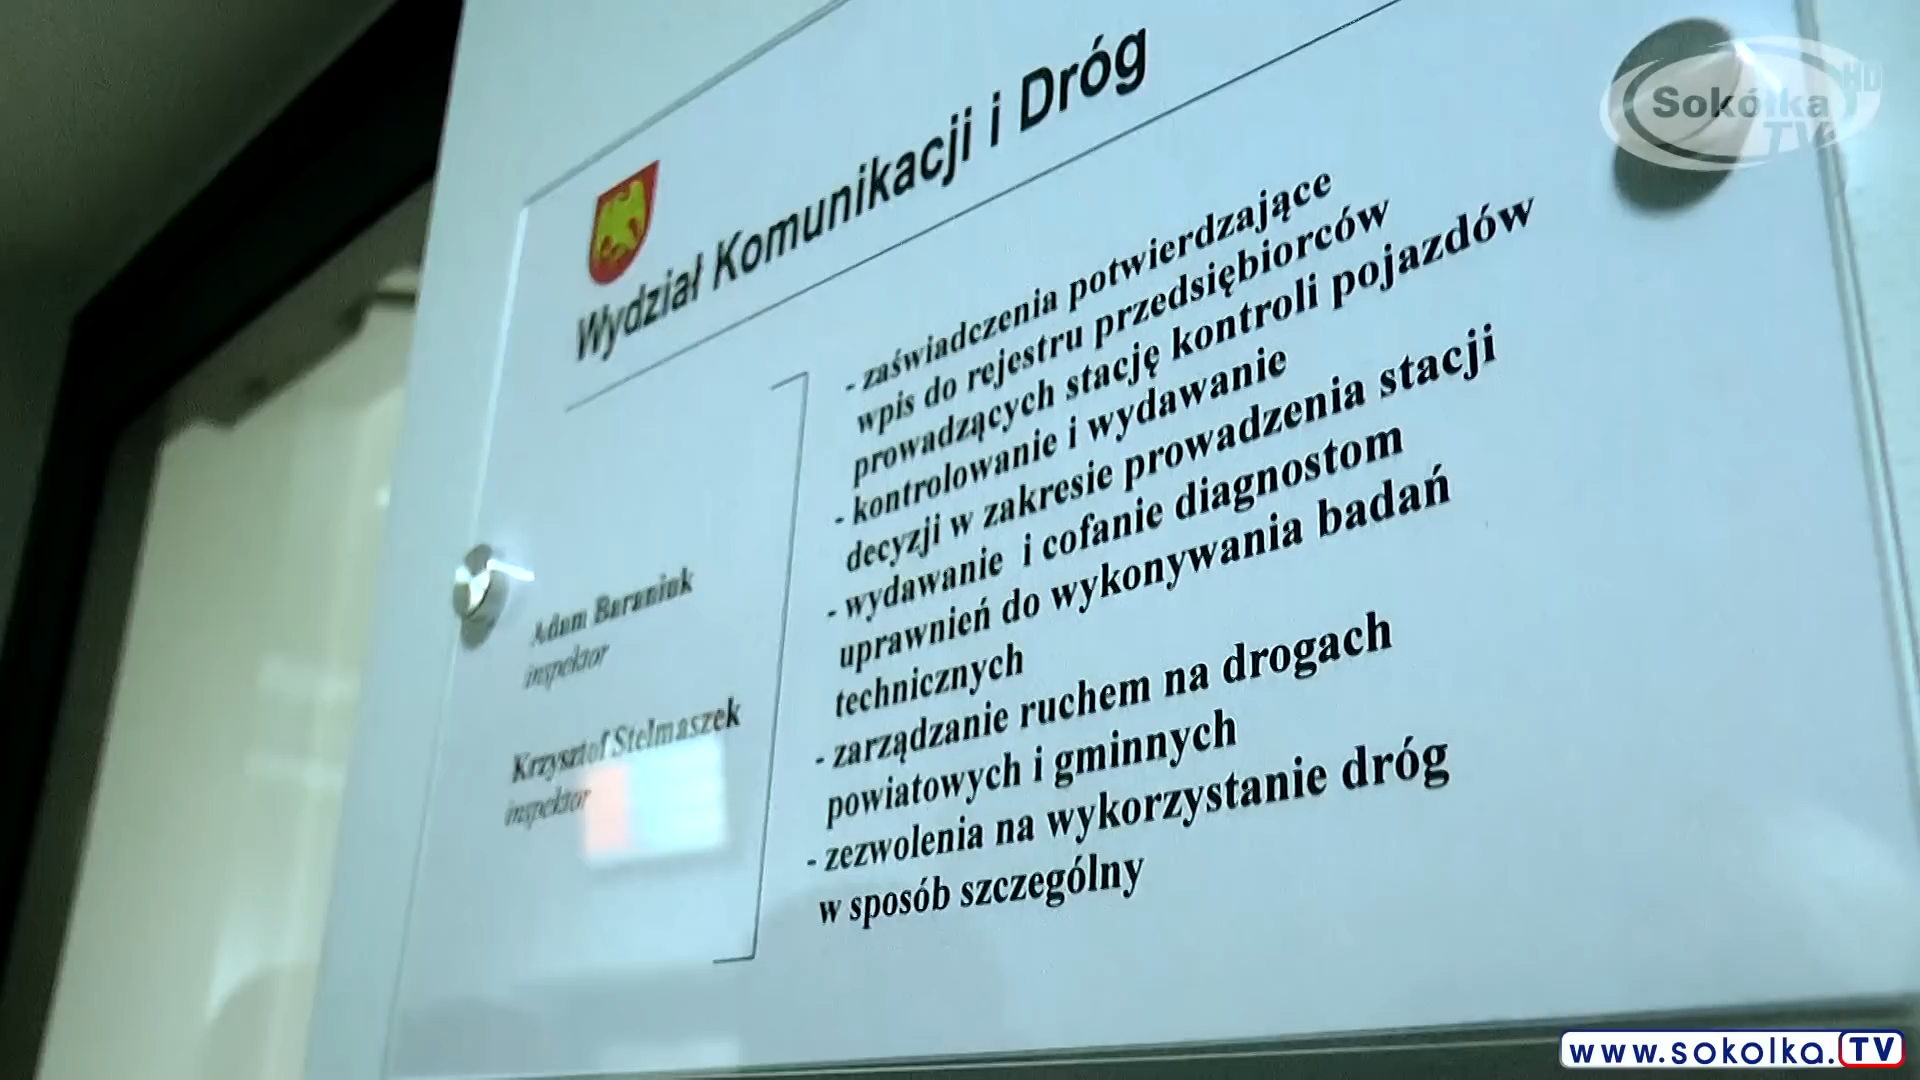 Sokółka HD
TV
Wydział Komunikacji i Dróg
- zaświadczenia potwierdzające
wpis do rejestru przedsiębiorców
prowadzących stację kontroli pojazdów
- kontrolowanie i wydawanie
decyzji w zakresie prowadzenia stacji
- wydawanie i cofanie diagnostom
uprawnień do wykonywania badań
technicznych
- zarządzanie ruchem na drogach
powiatowych i gminnych
- zezwolenia na wykorzystanie dróg
w sposób szczególny
Adam Baraniuk
inspektor
Krzysztof Stelmaszek
inspektor
www.sokolka.TV